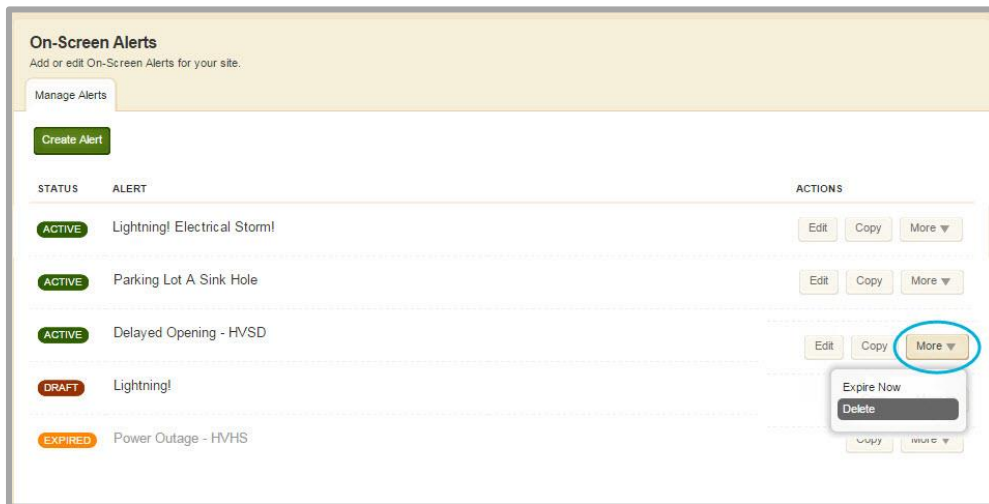 On-Screen Alerts
Add or edit On-Screen Alerts for your site.
Manage Alerts
Create Alert
STATUS ALERT ACTIONS
ACTIVE Lightning! Electrical Storm! Edit Copy More
ACTIVE Parking Lot A Sink Hole Edit Copy More
ACTIVE Delayed Opening - HVSD Edit Copy More
DRAFT Lightning! Expire Now
Delete
EXPIRED Power Outage - HVHS Copy More